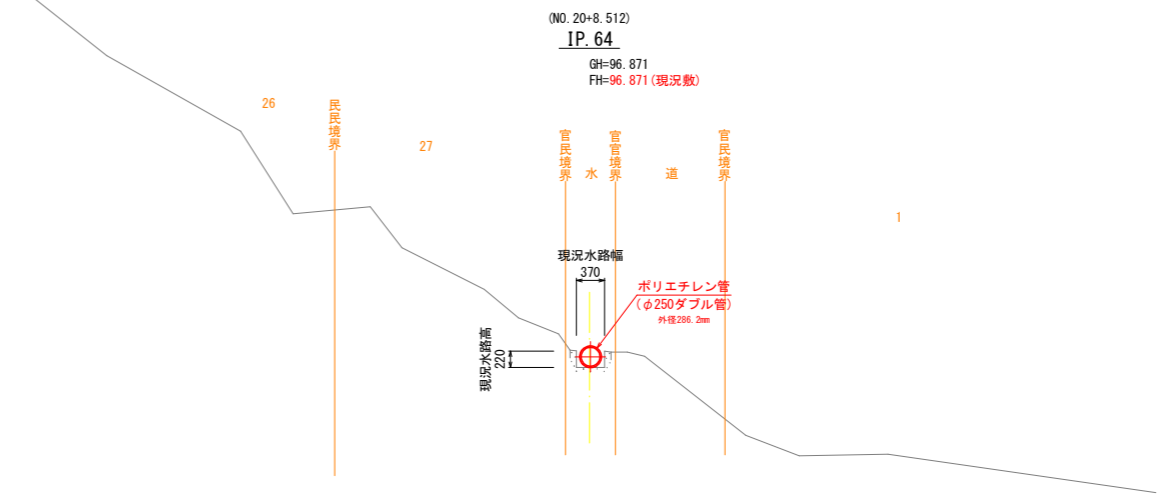 (NO.20+8.512)
IP.64
GH=96.871
FH=96.871(現況敷)
26
民民境界
27
官民境界
水
官官境界
道
官民境界
1
現況水路幅
370
ポリエチレン管
(φ250ダブル管)
外径286.2mm
現況水路高
220